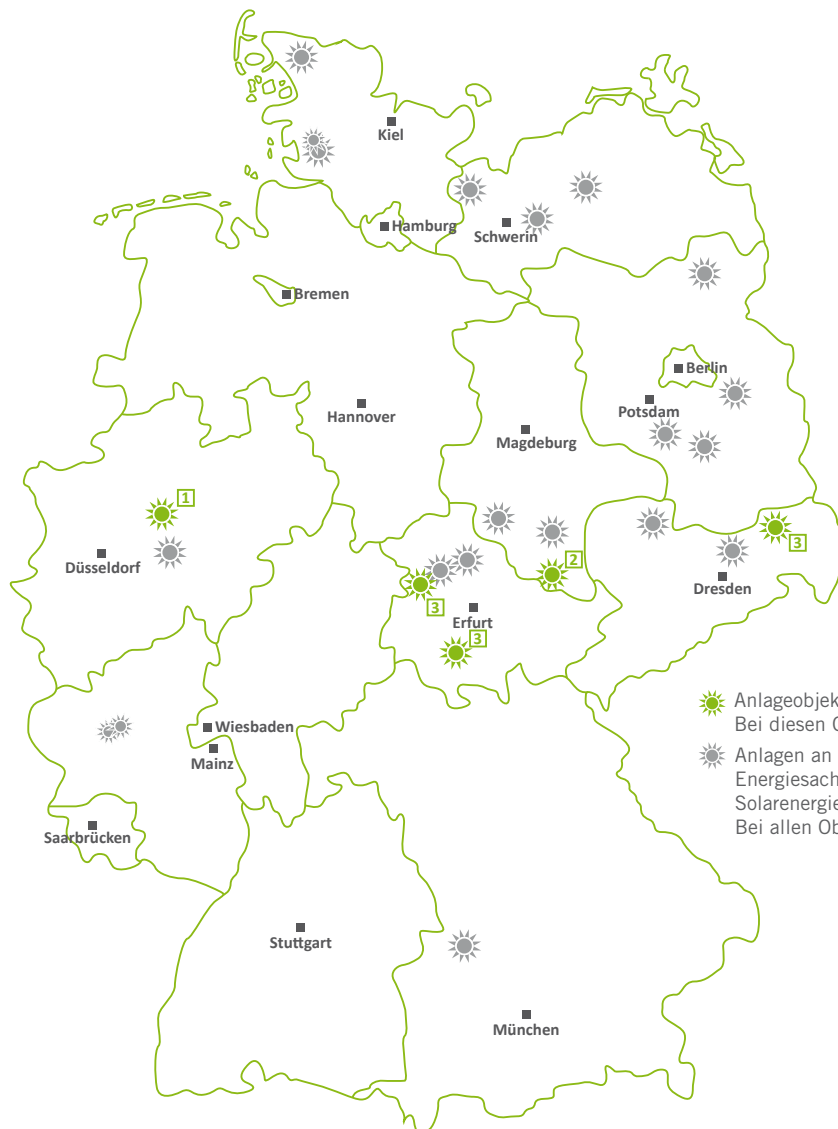 Kiel
Hamburg
Schwerin
Bremen
Berlin
Hannover
Potsdam
Magdeburg
1
3
Düsseldorf
2
Dresden
3
Erfurt
3
Anlageobjek
Bei diesen O
Wiesbaden
Mainz
Anlagen an
Energiesach
Solarenergie
Bei allen Ob
Saarbrücken
Stuttgart
München